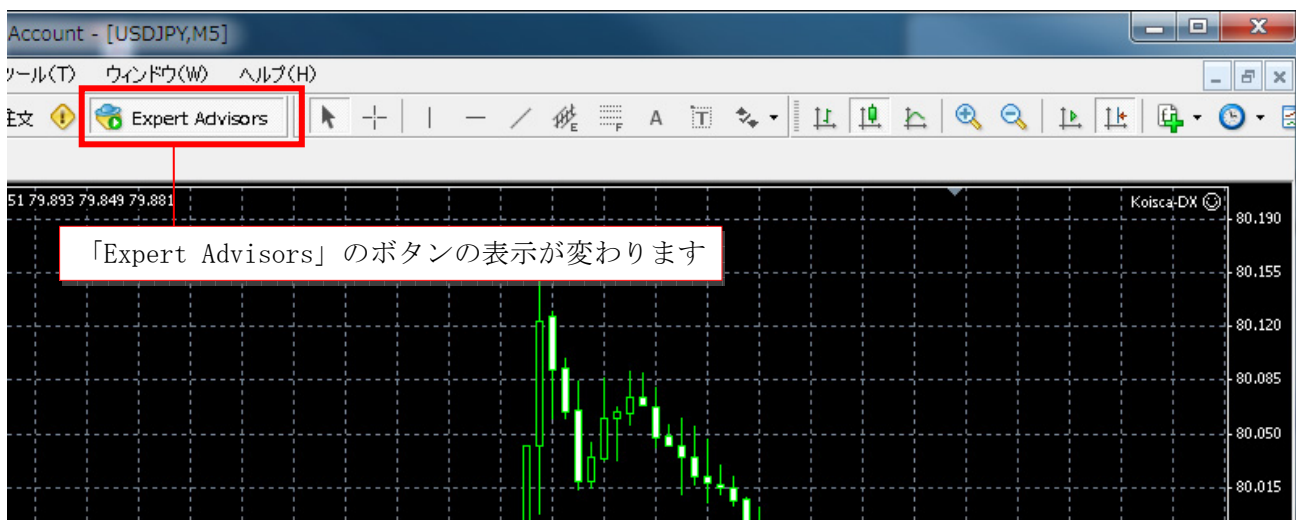 Account - [USDJPY,M5]
ツール(T) ウィンドウ(W) ヘルプ(H)
注文 Expert Advisors E F A T
51 79.893 79.849 79.881
Koisca-DX
80.190
「Expert Advisors」のボタンの表示が変わります
80.155
80.120
80.085
80.050
80.015